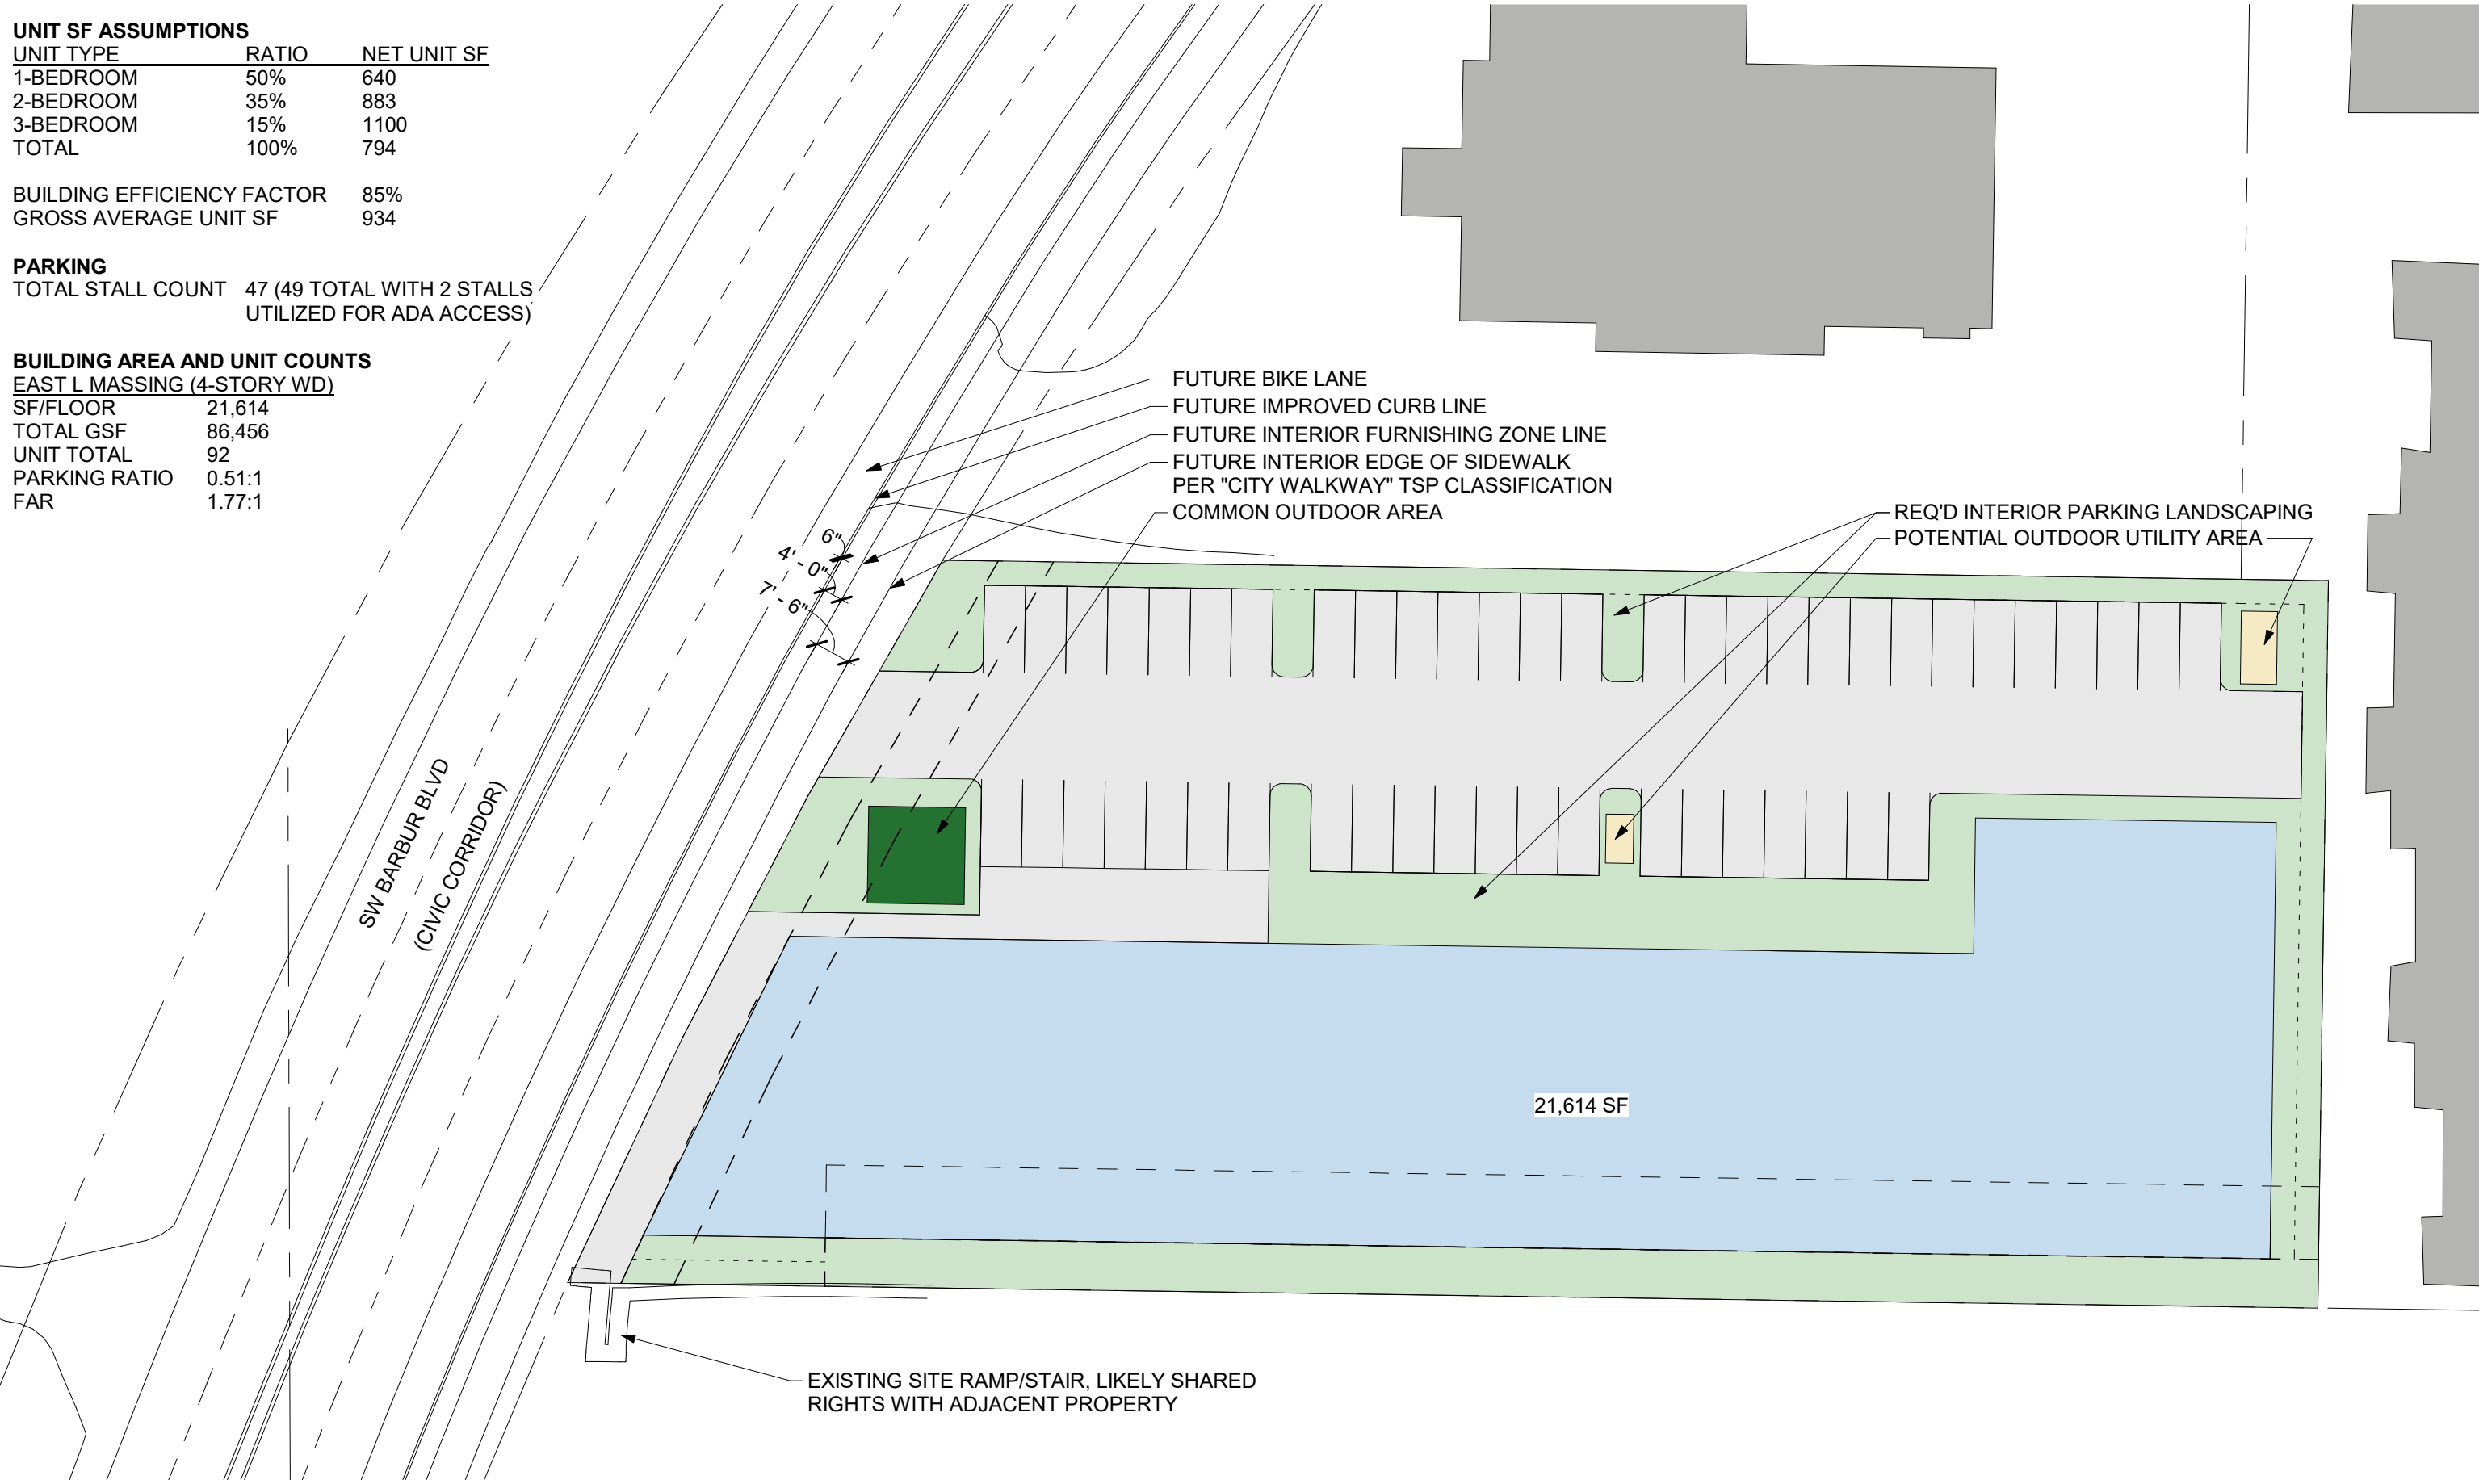 UNIT SF ASSUMPTIONS
UNIT TYPE RATIO NET UNIT SF
1-BEDROOM 50% 640
2-BEDROOM 35% 883
3-BEDROOM 15% 1100
TOTAL 100% 794
BUILDING EFFICIENCY FACTOR 85%
GROSS AVERAGE UNIT SF 934
PARKING
TOTAL STALL COUNT 47 (49 TOTAL WITH 2 STALLS
UTILIZED FOR ADA ACCESS)
BUILDING AREA AND UNIT COUNTS
EAST L MASSING (4-STORY WD)
SF/FLOOR 21,614
TOTAL GSF 86,456
UNIT TOTAL 92
PARKING RATIO 0.51:1
FAR 1.77:1
FUTURE BIKE LANE
FUTURE IMPROVED CURB LINE
FUTURE INTERIOR FURNISHING ZONE LINE
FUTURE INTERIOR EDGE OF SIDEWALK
PER "CITY WALKWAY" TSP CLASSIFICATION
COMMON OUTDOOR AREA
REQ'D INTERIOR PARKING LANDSCAPING
POTENTIAL OUTDOOR UTILITY AREA
6"
4' - 0"
7' - 6"
SW BARBUR BLVD
(CIVIC CORRIDOR)
21,614 SF
EXISTING SITE RAMP/STAIR, LIKELY SHARED
RIGHTS WITH ADJACENT PROPERTY